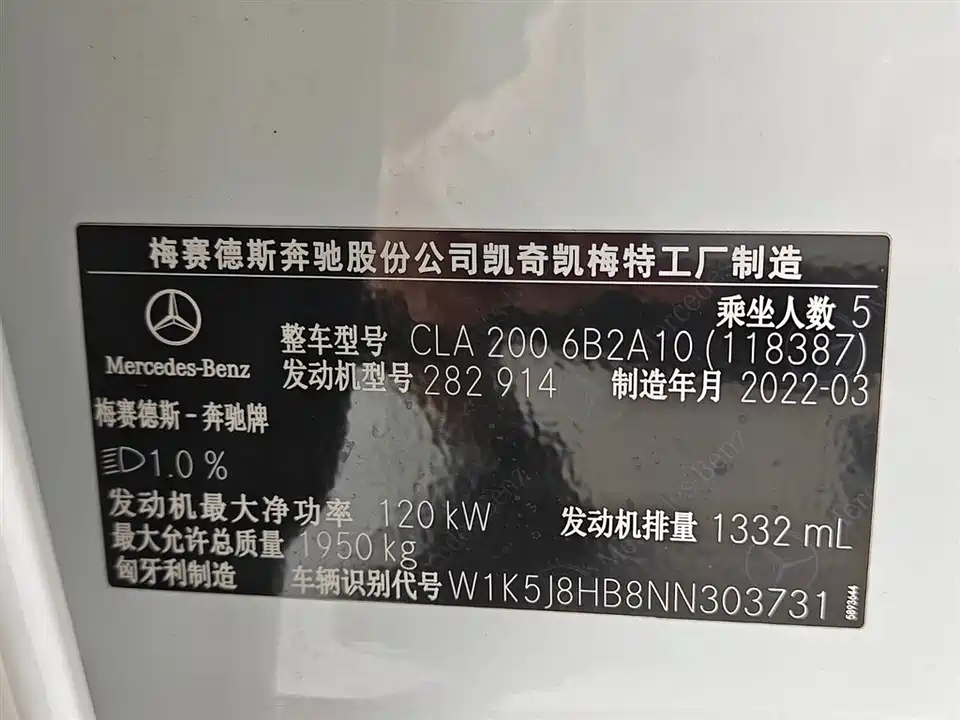 梅赛德斯奔驰股份公司凯奇凯梅特工厂制造
乘坐人数 5
整车型号 CLA 200 6B2A10 (118387)
Mercedes-Benz
发动机型号 282 914 制造年月 2022-03
梅赛德斯-奔驰牌
1.0 %
发动机最大净功率 120 kW 发动机排量 1332 mL
最大允许总质量 1950 kg
匈牙利制造 车辆识别代号 W1K5J8HB8NN303731
5893644